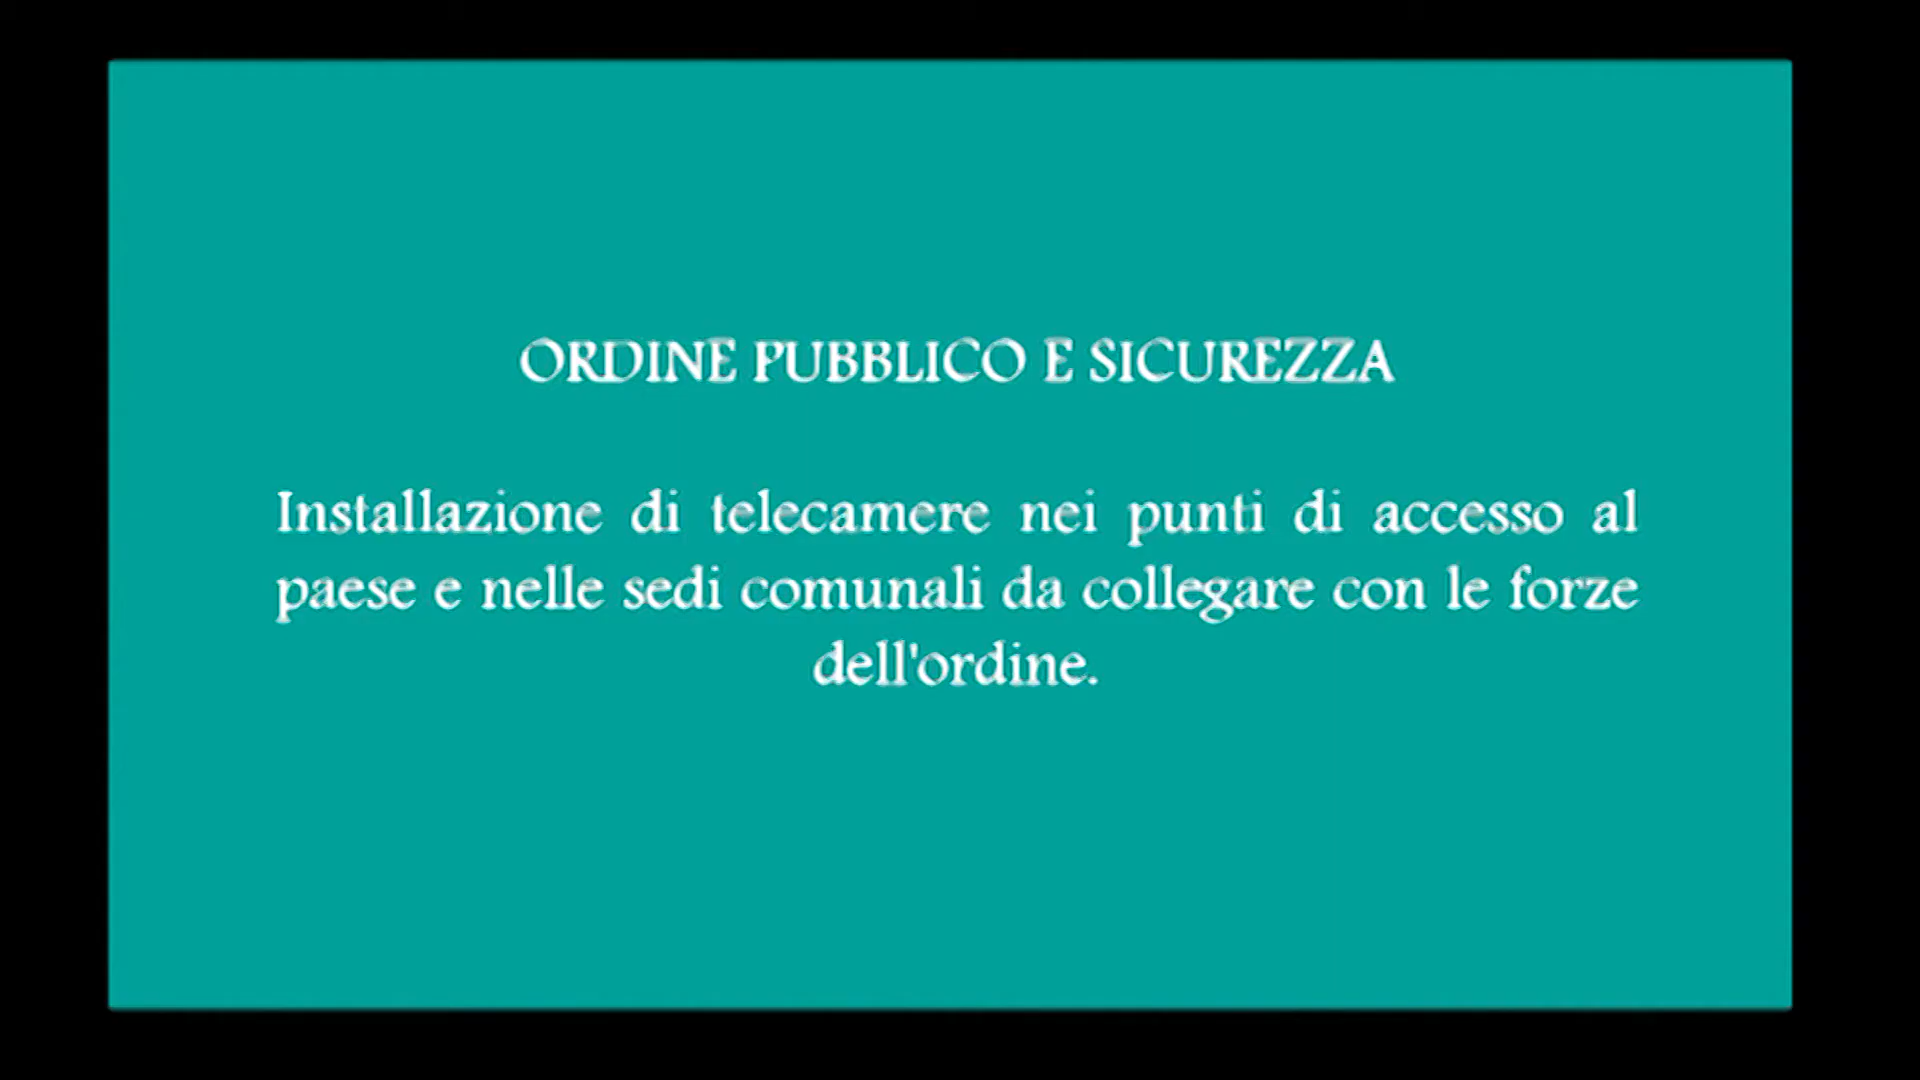 ORDINE PUBBLICO E SICUREZZA
Installazione di telecamere nei punti di accesso al
paese e nelle sedi comunali da collegare con le forze
dell'ordine.